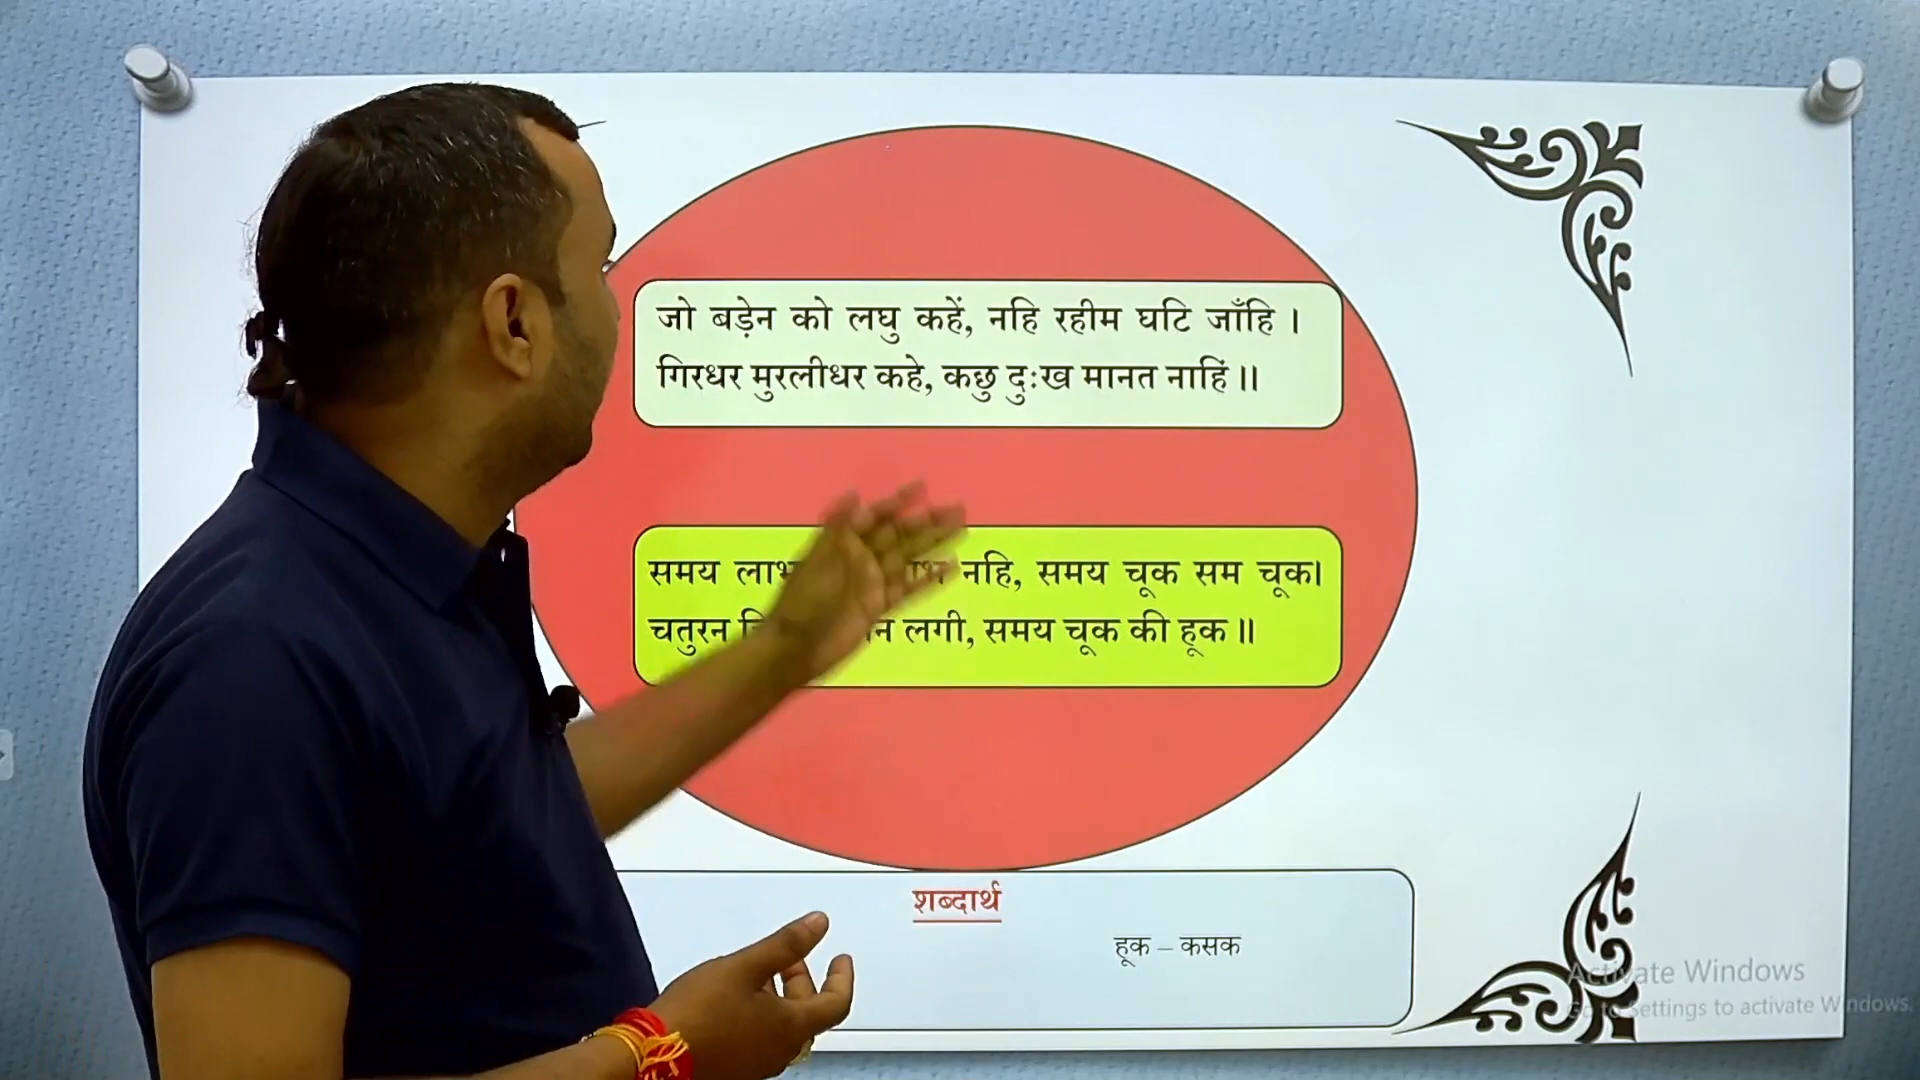 जो बड़ेन को लघु कहें, नहि रहीम घटि जाँहि ।
गिरधर मुरलीधर कहे, कछु दुःख मानत नाहिं ।।
समय नहि, समय चूक सम चूक।
चतुरन लगी, समय चूक की हूक ॥
शब्दार्थ
हूक – कसक
Activate Windows
Settings to activate Windows.